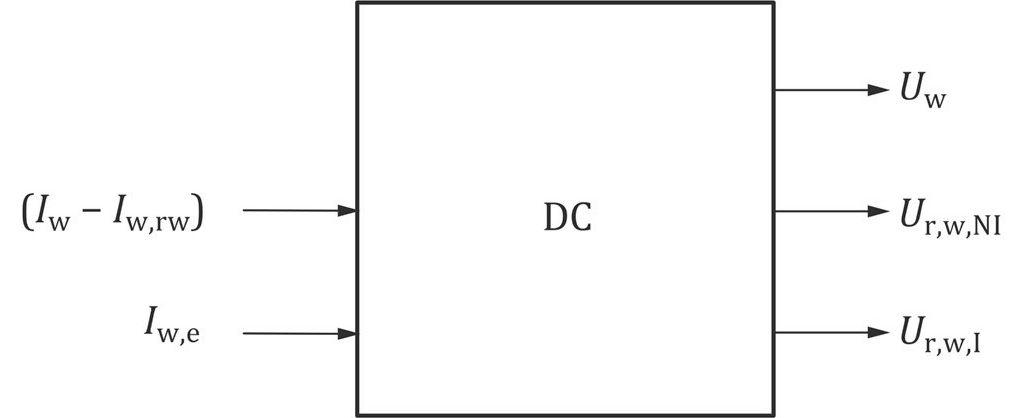 U_w
(I_w − I_w,rw)
DC
U_r,w,NI
I_w,e
U_r,w,I